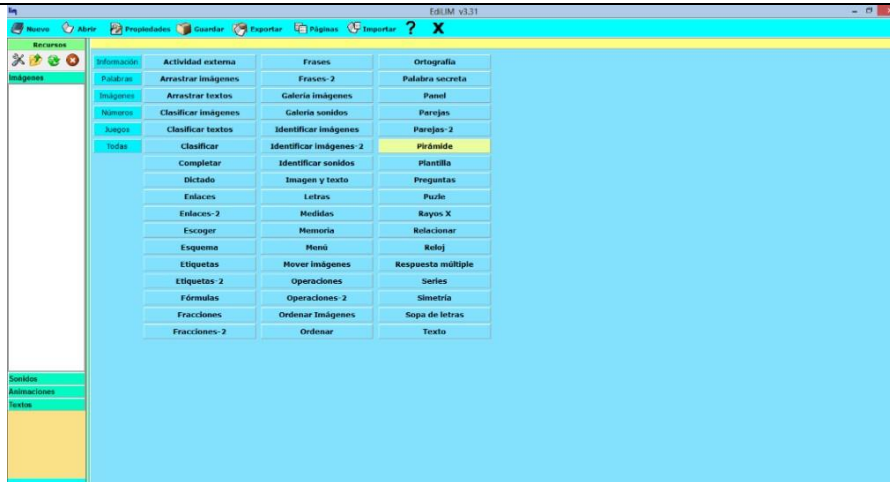 EdiLIM v3.31
Nuevo Abrir Propiedades Guardar Exportar Páginas Importar ? X
Recursos
Imágenes
Sonidos
Animaciones
Textos
Información
Palabras
Imágenes
Números
Juegos
Todas
Actividad externa Frases Ortografía
Arrastrar imágenes Frases-2 Palabra secreta
Arrastrar textos Galería imágenes Panel
Clasificar imágenes Galería sonidos Parejas
Clasificar textos Identificar imágenes Parejas-2
Clasificar Identificar imágenes-2 Pirámide
Completar Identificar sonidos Plantilla
Dictado Imagen y texto Preguntas
Enlaces Letras Puzle
Enlaces-2 Medidas Rayos X
Escoger Memoria Relacionar
Esquema Menú Reloj
Etiquetas Mover imágenes Respuesta múltiple
Etiquetas-2 Operaciones Series
Fórmulas Operaciones-2 Simetría
Fracciones Ordenar Imágenes Sopa de letras
Fracciones-2 Ordenar Texto